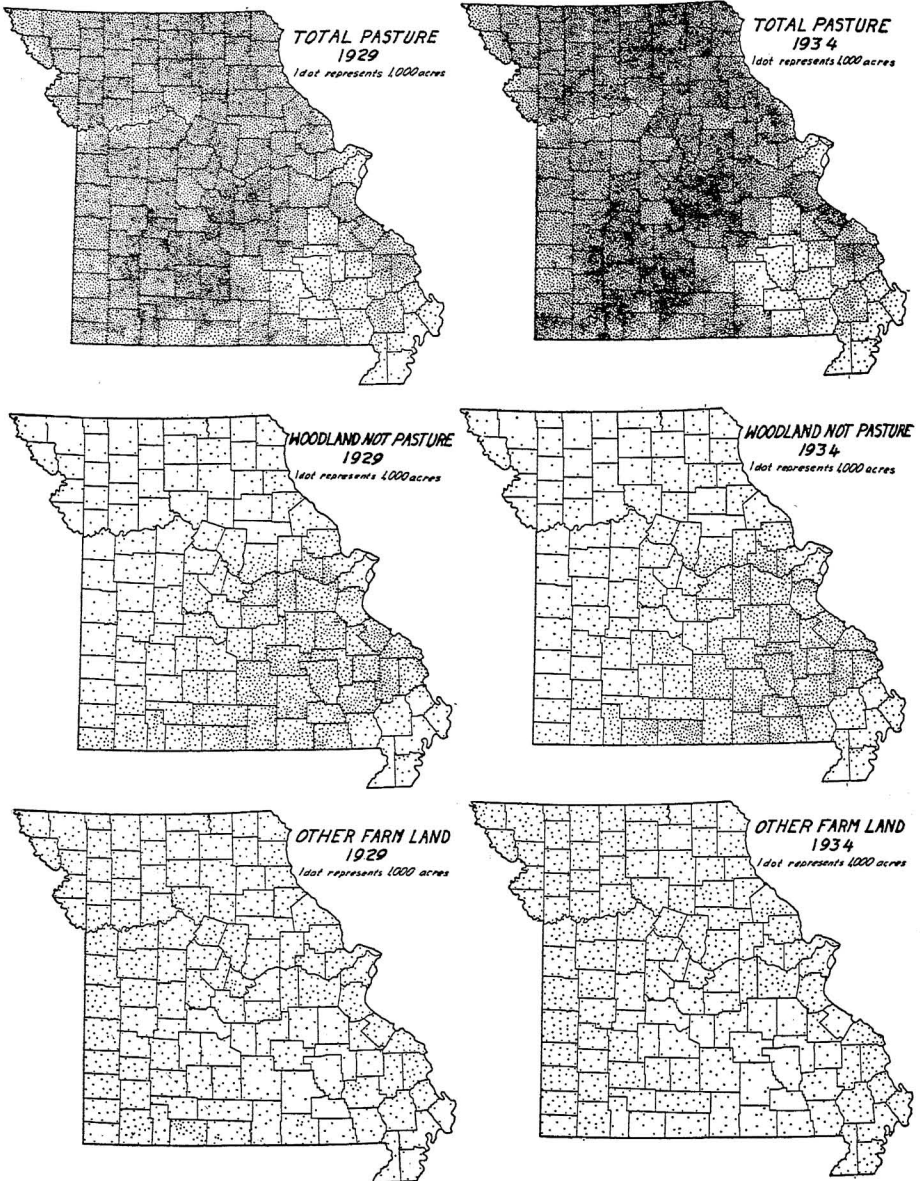 TOTAL PASTURE
1929
1 dot represents 1,000 acres
TOTAL PASTURE
1934
1 dot represents 1,000 acres
WOODLAND NOT PASTURE
1929
1 dot represents 1,000 acres
WOODLAND NOT PASTURE
1934
1 dot represents 1,000 acres
OTHER FARM LAND
1929
1 dot represents 1,000 acres
OTHER FARM LAND
1934
1 dot represents 1,000 acres